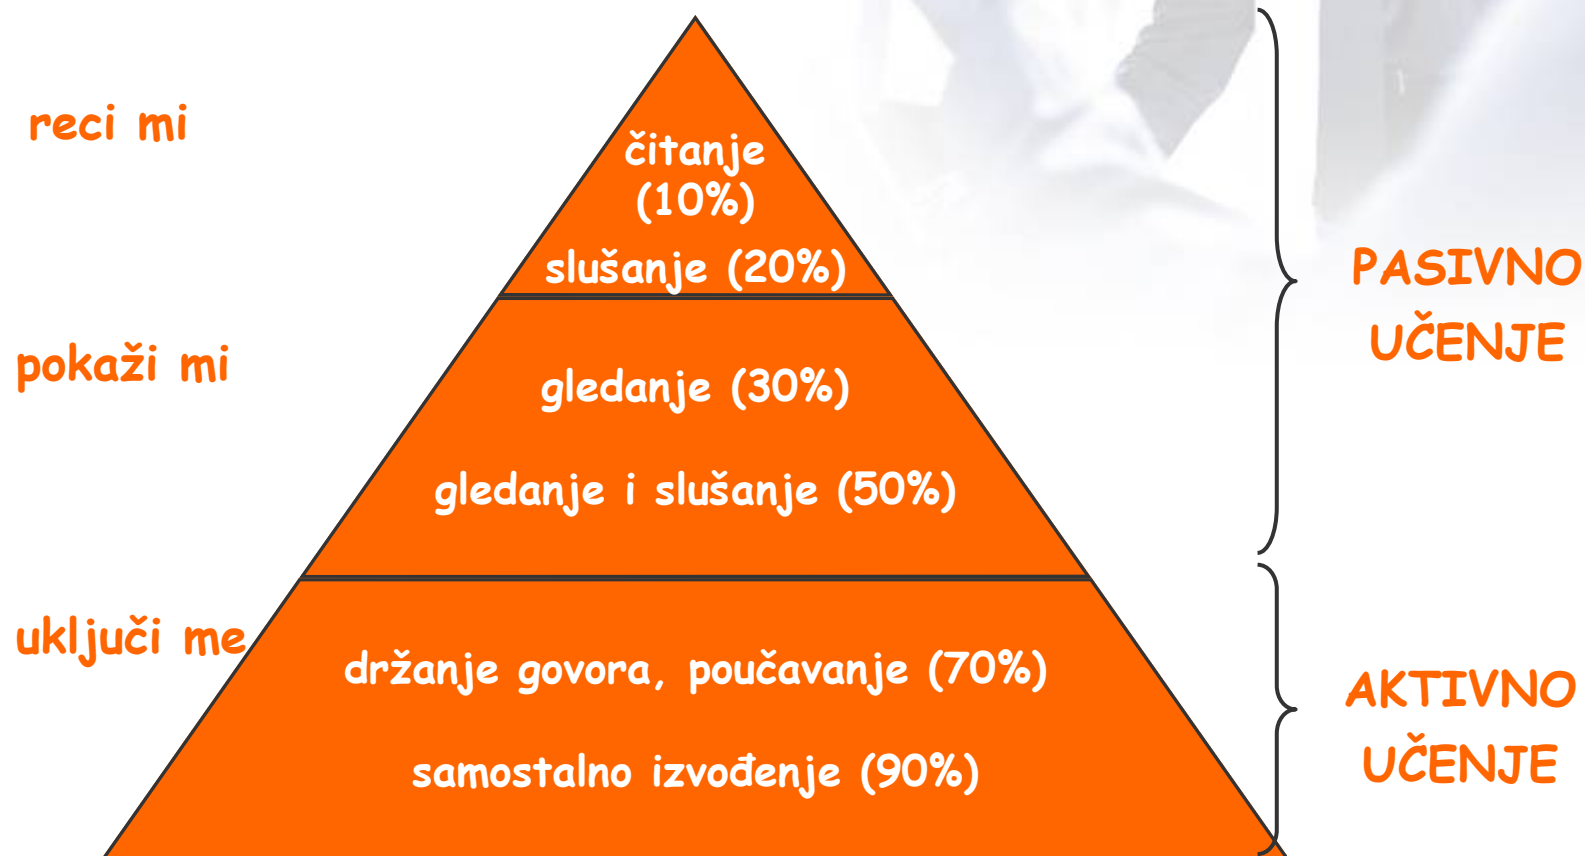 reci mi
čitanje
(10%)
slušanje (20%)
pokaži mi
gledanje (30%)
gledanje i slušanje (50%)
PASIVNO
UČENJE
uključi me
držanje govora, poučavanje (70%)
samostalno izvođenje (90%)
AKTIVNO
UČENJE